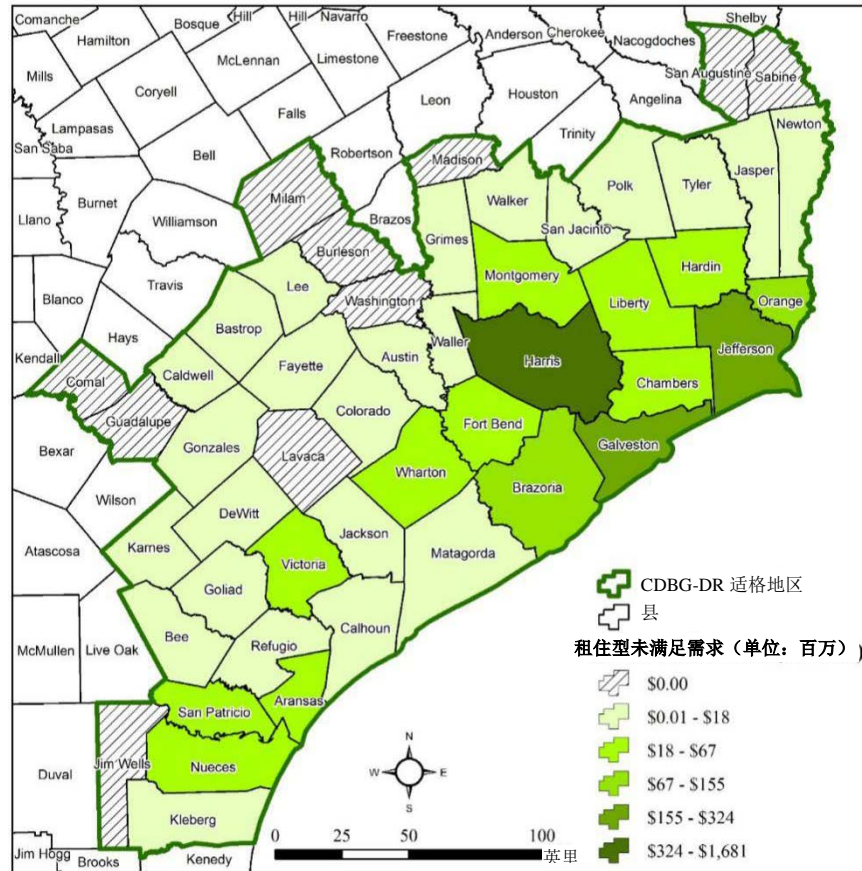 Comanche
Bosque
Hill
Hill
Navarro
Shelby
Hamilton
Freestone
Anderson
Cherokee
Nacogdoches
Mills
McLennan
Limestone
San Augustine
Sabine
Coryell
Leon
Houston
Angelina
Lampasas
Falls
Trinity
Newton
San Saba
Bell
Robertson
Madison
Jasper
Burnet
Milam
Polk
Tyler
Llano
Walker
Williamson
Brazos
San Jacinto
Grimes
Burleson
Travis
Lee
Montgomery
Hardin
Blanco
Washington
Liberty
Orange
Bastrop
Hays
Waller
Jefferson
Kendall
Austin
Harris
Caldwell
Fayette
Comal
Chambers
Colorado
Guadalupe
Fort Bend
Gonzales
Galveston
Bexar
Lavaca
Wharton
Brazoria
Wilson
DeWitt
Jackson
Atascosa
Karnes
Matagorda
Victoria
Goliad
CDBG-DR 适格地区
县
Calhoun
Bee
Refugio
McMullen
Live Oak
租住型未满足需求（单位：百万）)
$0.00
Aransas
San Patricio
$0.01 - $18
N
W
E
S
$18 - $67
Duval
Jim Wells
Nueces
$67 - $155
Kleberg
$155 - $324
0 25 50 100
英里
$324 - $1,681
Jim Hogg
Brooks
Kenedy